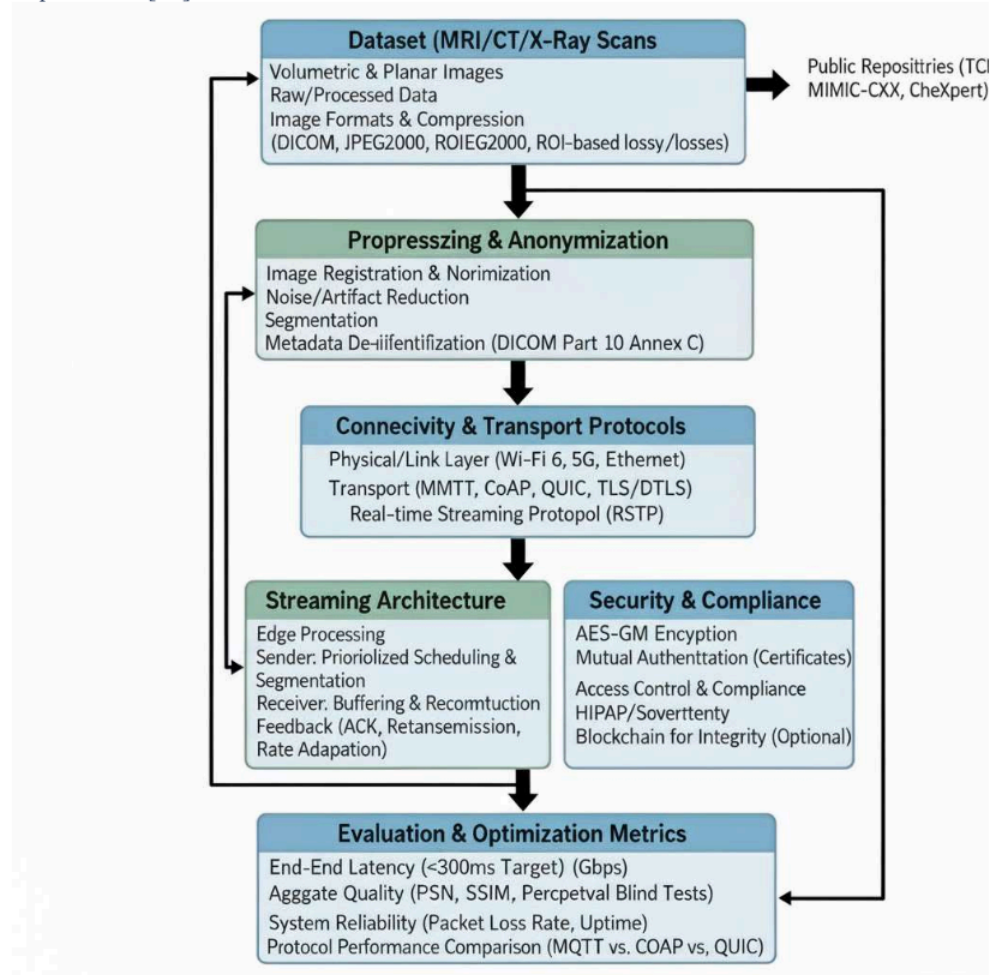 Dataset (MRI/CT/X-Ray Scans
Volumetric & Planar Images
Raw/Processed Data
Image Formats & Compression
(DICOM, JPEG2000, ROIEG2000, ROI-based lossy/losses)
Public Reposittries (TCI
MIMIC-CXX, CheXpert)
Propresszing & Anonymization
Image Registration & Norimization
Noise/Artifact Reduction
Segmentation
Metadata De-iifentifization (DICOM Part 10 Annex C)
Connecivity & Transport Protocols
Physical/Link Layer (Wi-Fi 6, 5G, Ethernet)
Transport (MMTT, CoAP, QUIC, TLS/DTLS)
Real-time Streaming Protopol (RSTP)
Streaming Architecture
Edge Processing
Sender: Prioriolized Scheduling &
Segmentation
Receiver. Buffering & Recomtuction
Feedback (ACK, Retansemission,
Rate Adapation)
Security & Compliance
AES-GM Encyption
Mutual Authenttation (Certificates)
Access Control & Compliance
HIPAP/Soverttenty
Blockchain for Integrity (Optional)
Evaluation & Optimization Metrics
End-End Latency (<300ms Target) (Gbps)
Agggate Quality (PSN, SSIM, Percpetval Blind Tests)
System Reliability (Packet Loss Rate, Uptime)
Protocol Performance Comparison (MQTT vs. COAP vs, QUIC)